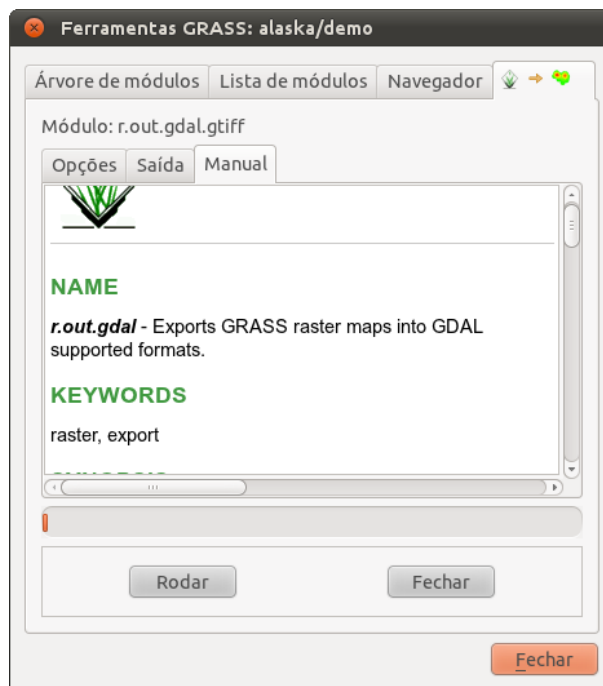 Ferramentas GRASS: alaska/demo
Árvore de módulos Lista de módulos Navegador
Módulo: r.out.gdal.gtiff
Opções Saída Manual
NAME
r.out.gdal - Exports GRASS raster maps into GDAL
supported formats.
KEYWORDS
raster, export
Rodar Fechar
Fechar